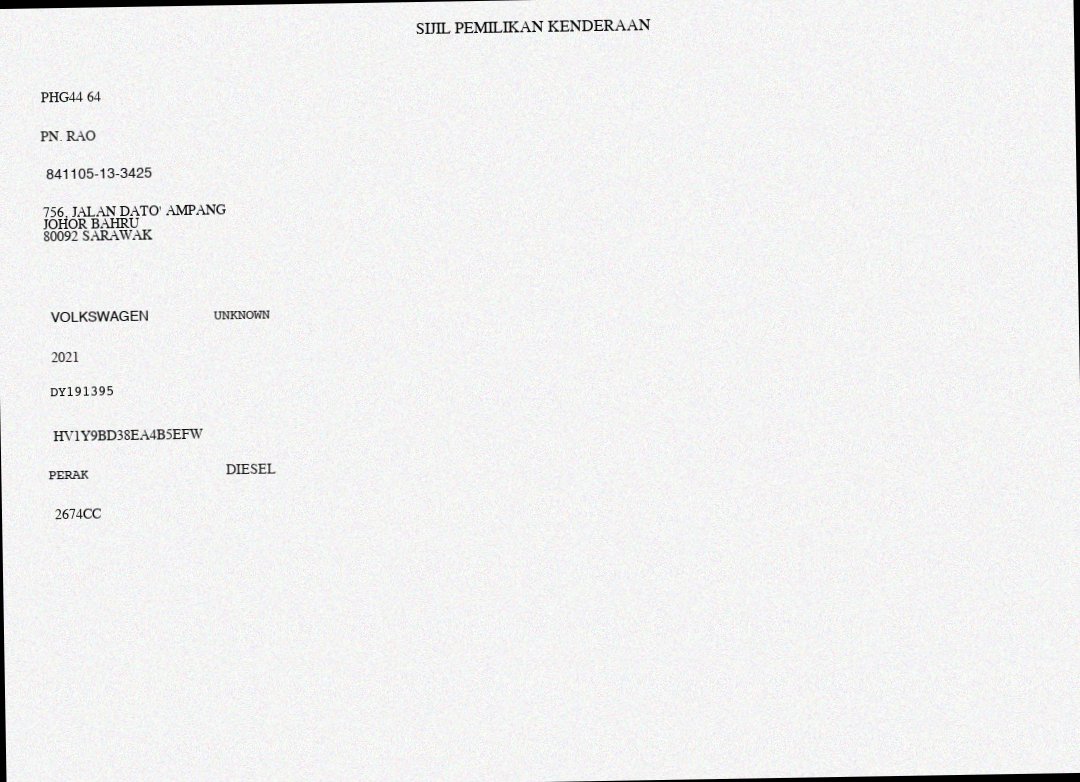 SIJIL PEMILIKAN KENDERAAN
PHG44 64
PN. RAO
841105-13-3425
756, JALAN DATO' AMPANG
JOHOR BAHRU
80092 SARAWAK
VOLKSWAGEN UNKNOWN
2021
DY191395
HV1Y9BD38EA4B5EFW
PERAK DIESEL
2674CC